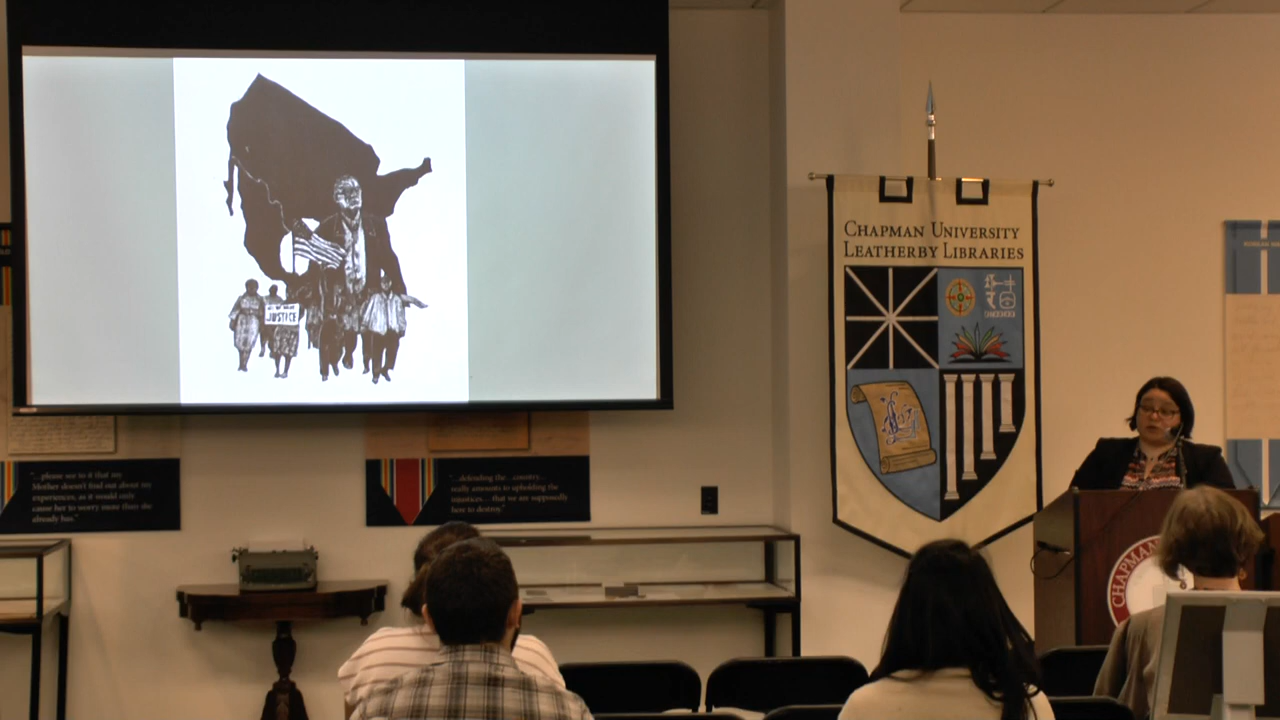 JUSTICE
CHAPMAN UNIVERSITY
LEATHERBY LIBRARIES
"...please see to it that my
Mother doesn't find out about my
experiences, as it would only
cause her to worry more than she
already has."
"...defending the...country...
really amounts to upholding the
injustices... that we are supposedly
here to destroy."
CHAPMAN